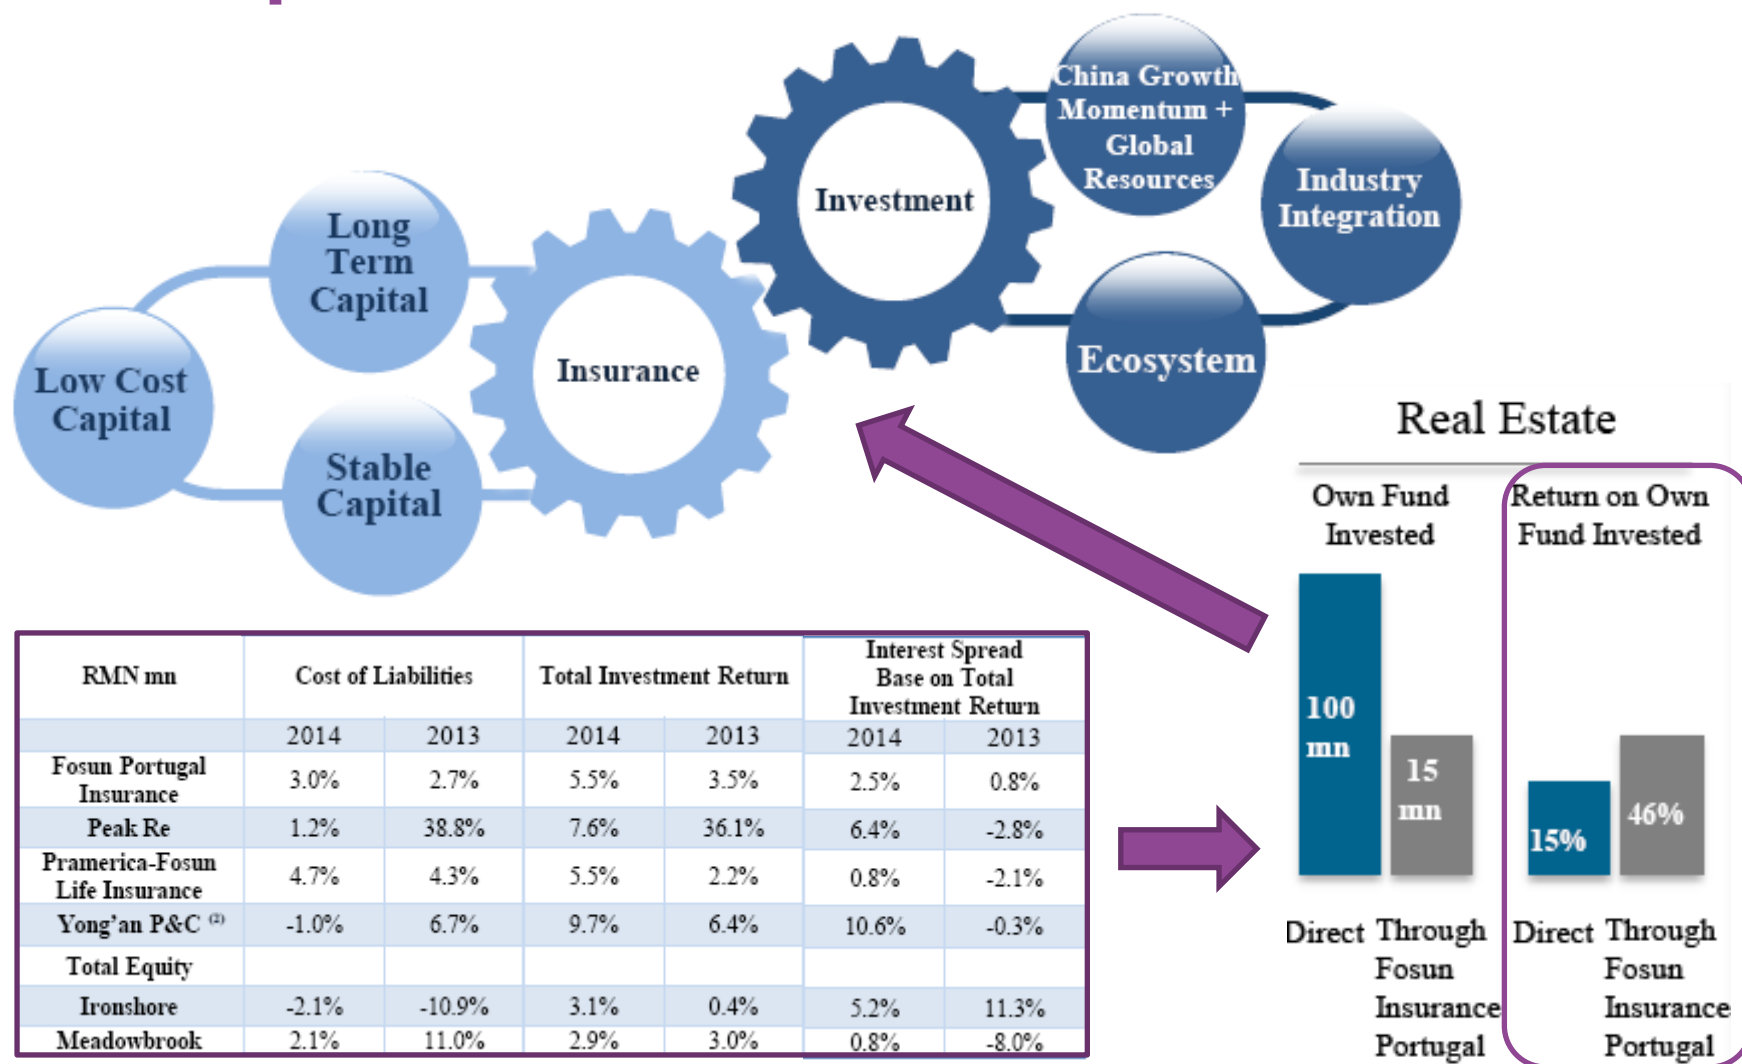 China Growth
Momentum +
Global
Resources
Industry
Integration
Investment
Ecosystem
Long
Term
Capital
Low Cost
Capital
Insurance
Stable
Capital
Real Estate
Own Fund
Invested
Return on Own
Fund Invested
100
mn
15
mn
15%
46%
Direct
Through
Fosun
Insurance
Portugal
Direct
Through
Fosun
Insurance
Portugal
RMN mn Cost of Liabilities Total Investment Return Interest Spread
Base on Total
Investment Return
2014 2013 2014 2013 2014 2013
Fosun Portugal
Insurance 3.0% 2.7% 5.5% 3.5% 2.5% 0.8%
Peak Re 1.2% 38.8% 7.6% 36.1% 6.4% -2.8%
Pramerica-Fosun
Life Insurance 4.7% 4.3% 5.5% 2.2% 0.8% -2.1%
Yong’an P&C (2) -1.0% 6.7% 9.7% 6.4% 10.6% -0.3%
Total Equity
Ironshore -2.1% -10.9% 3.1% 0.4% 5.2% 11.3%
Meadowbrook 2.1% 11.0% 2.9% 3.0% 0.8% -8.0%